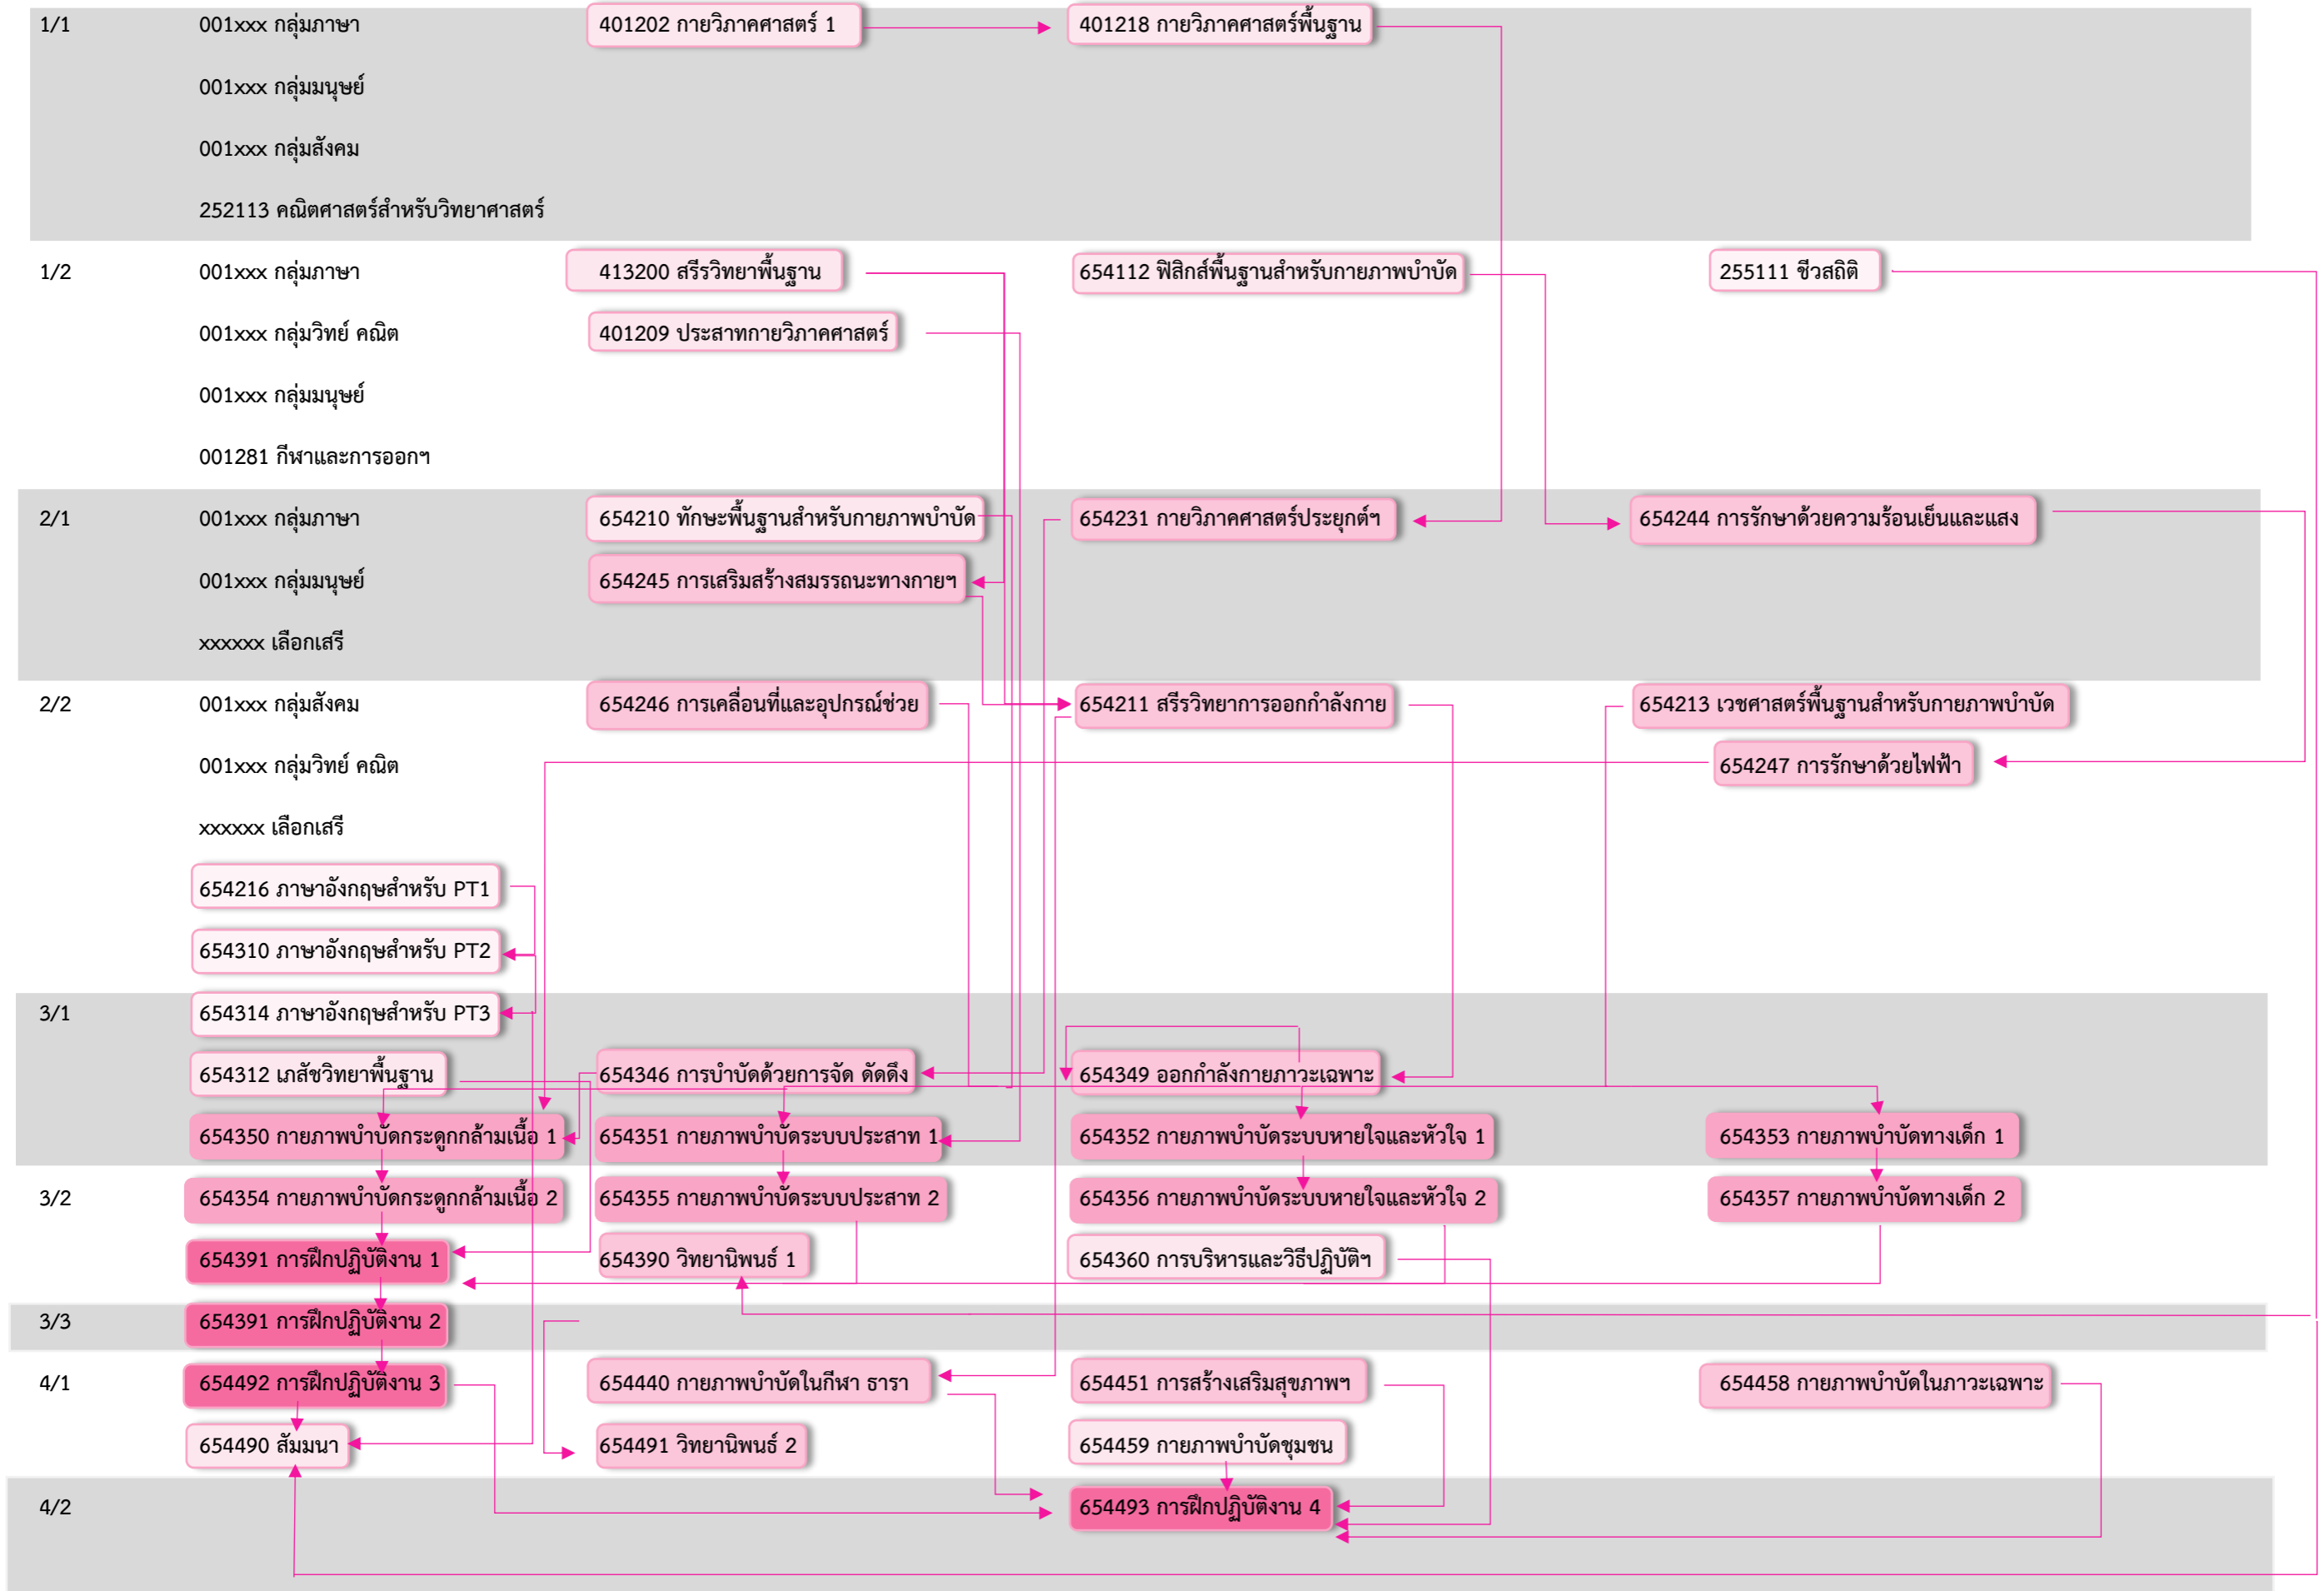 1/1 001xxx กลุ่มภาษา 401202 กายวิภาคศาสตร์ 1 401218 กายวิภาคศาสตร์พื้นฐาน
001xxx กลุ่มมนุษย์
001xxx กลุ่มสังคม
252113 คณิตศาสตร์สำหรับวิทยาศาสตร์
1/2 001xxx กลุ่มภาษา 413200 สรีรวิทยาพื้นฐาน 654112 ฟิสิกส์พื้นฐานสำหรับกายภาพบำบัด 255111 ชีวสถิติ
001xxx กลุ่มวิทย์ คณิต 401209 ประสาทกายวิภาคศาสตร์
001xxx กลุ่มมนุษย์
001281 กีฬาและการออกฯ
2/1 001xxx กลุ่มภาษา 654210 ทักษะพื้นฐานสำหรับกายภาพบำบัด 654231 กายวิภาคศาสตร์ประยุกต์ฯ 654244 การรักษาด้วยความร้อนเย็นและแสง
001xxx กลุ่มมนุษย์ 654245 การเสริมสร้างสมรรถนะทางกายฯ
xxxxxx เลือกเสรี
2/2 001xxx กลุ่มสังคม 654246 การเคลื่อนที่และอุปกรณ์ช่วย 654211 สรีรวิทยาการออกกำลังกาย 654213 เวชศาสตร์พื้นฐานสำหรับกายภาพบำบัด
001xxx กลุ่มวิทย์ คณิต 654247 การรักษาด้วยไฟฟ้า
xxxxxx เลือกเสรี
654216 ภาษาอังกฤษสำหรับ PT1
654310 ภาษาอังกฤษสำหรับ PT2
3/1 654314 ภาษาอังกฤษสำหรับ PT3
654312 เภสัชวิทยาพื้นฐาน 654346 การบำบัดด้วยการจัด ดัดดึง 654349 ออกกำลังกายภาวะเฉพาะ
654350 กายภาพบำบัดกระดูกกล้ามเนื้อ 1 654351 กายภาพบำบัดระบบประสาท 1 654352 กายภาพบำบัดระบบหายใจและหัวใจ 1 654353 กายภาพบำบัดทางเด็ก 1
3/2 654354 กายภาพบำบัดกระดูกกล้ามเนื้อ 2 654355 กายภาพบำบัดระบบประสาท 2 654356 กายภาพบำบัดระบบหายใจและหัวใจ 2 654357 กายภาพบำบัดทางเด็ก 2
654391 การฝึกปฏิบัติงาน 1 654390 วิทยานิพนธ์ 1 654360 การบริหารและวิธีปฏิบัติฯ
3/3 654391 การฝึกปฏิบัติงาน 2
4/1 654492 การฝึกปฏิบัติงาน 3 654440 กายภาพบำบัดในกีฬา ธารา 654451 การสร้างเสริมสุขภาพฯ 654458 กายภาพบำบัดในภาวะเฉพาะ
654490 สัมมนา 654491 วิทยานิพนธ์ 2 654459 กายภาพบำบัดชุมชน
4/2 654493 การฝึกปฏิบัติงาน 4